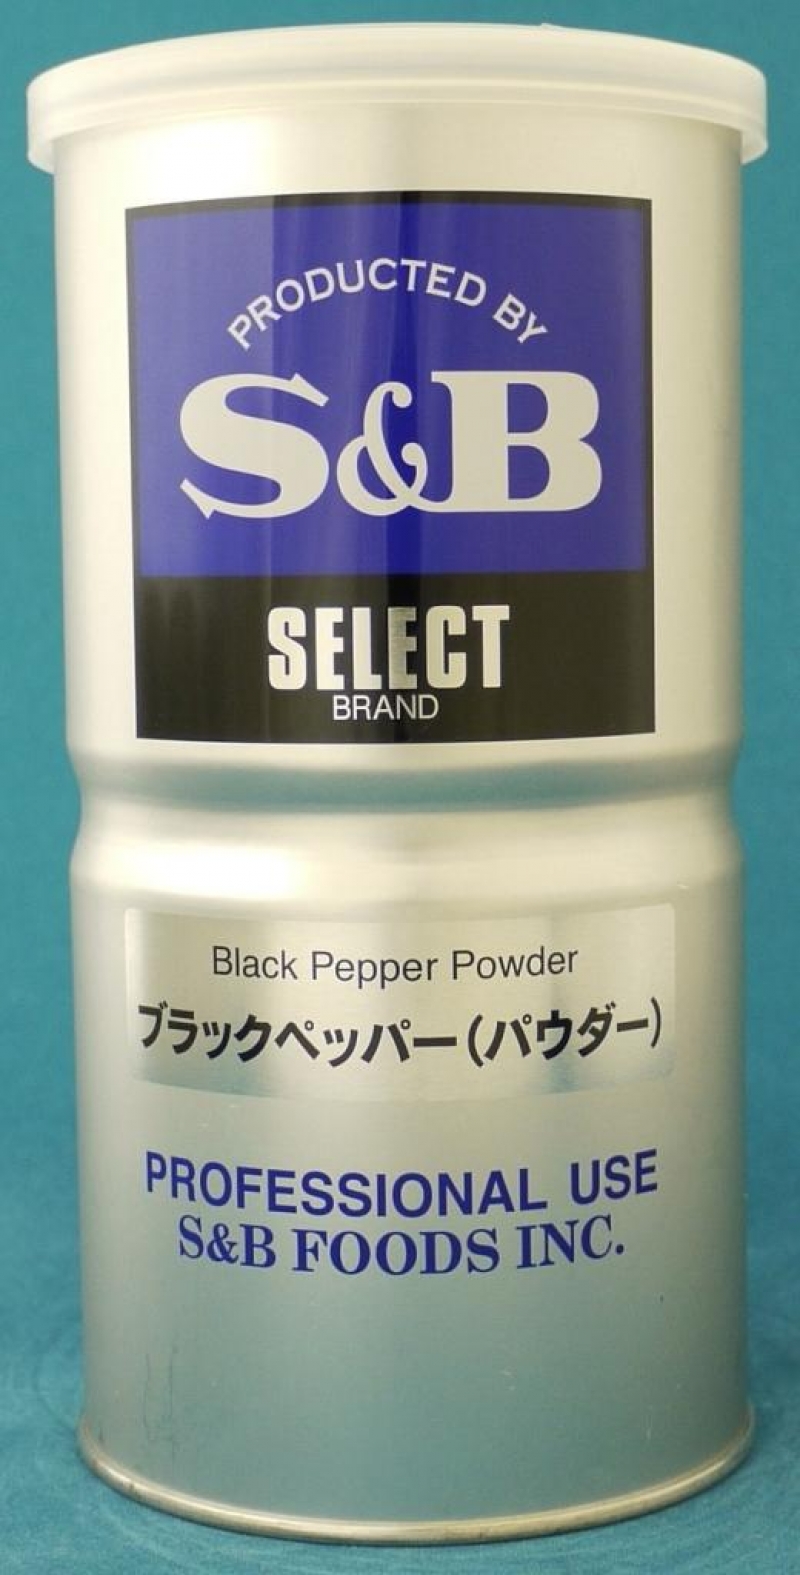 PRODUCTED BY
S&B
SELECT
BRAND
Black Pepper Powder
ブラックペッパー(パウダー)
PROFESSIONAL USE
S&B FOODS INC.